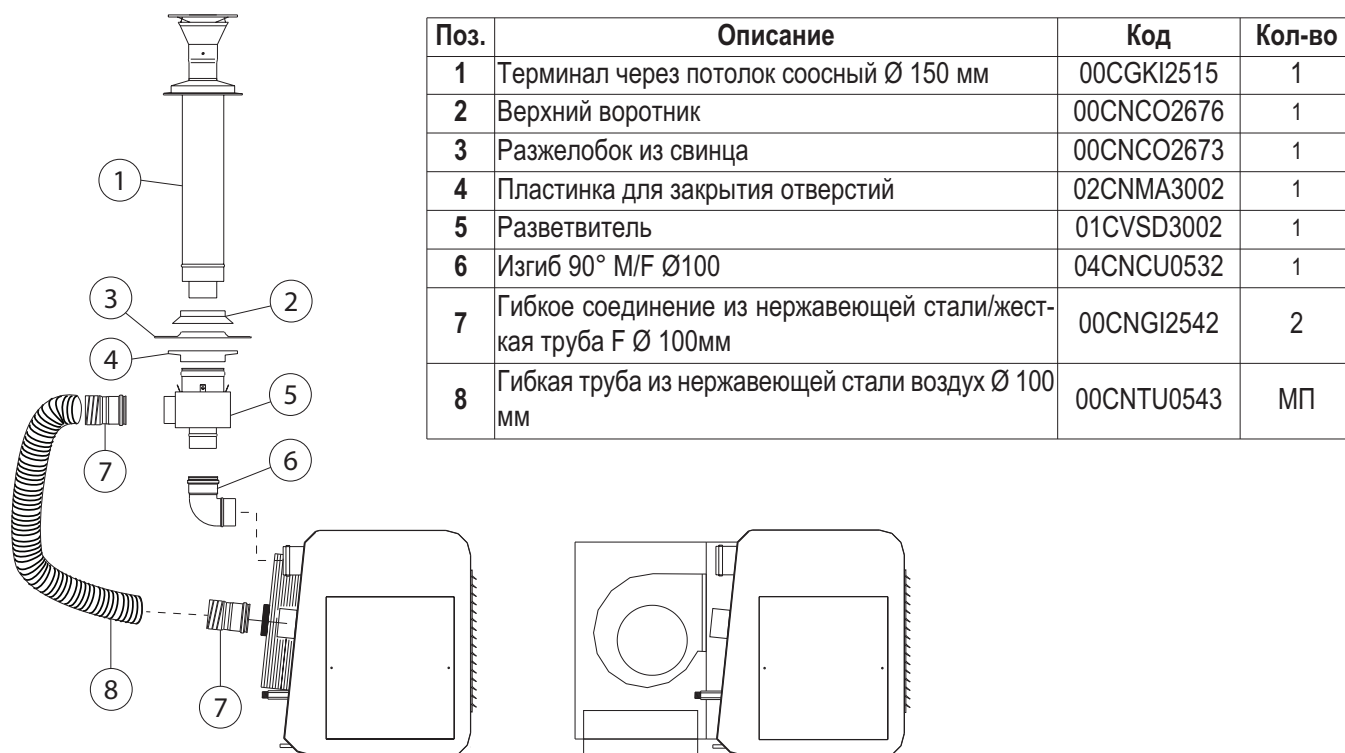 Поз. Описание Код Кол-во
1 Терминал через потолок соосный Ø 150 мм 00CGKI2515 1
2 Верхний воротник 00CNCO2676 1
3 Разжелобок из свинца 00CNCO2673 1
4 Пластинка для закрытия отверстий 02CNMA3002 1
5 Разветвитель 01CVSD3002 1
6 Изгиб 90° M/F Ø100 04CNCU0532 1
7 Гибкое соединение из нержавеющей стали/жест-
кая труба F Ø 100мм 00CNGI2542 2
8 Гибкая труба из нержавеющей стали воздух Ø 100
мм 00CNTU0543 МП
1
3
2
4
5
7
6
8
7